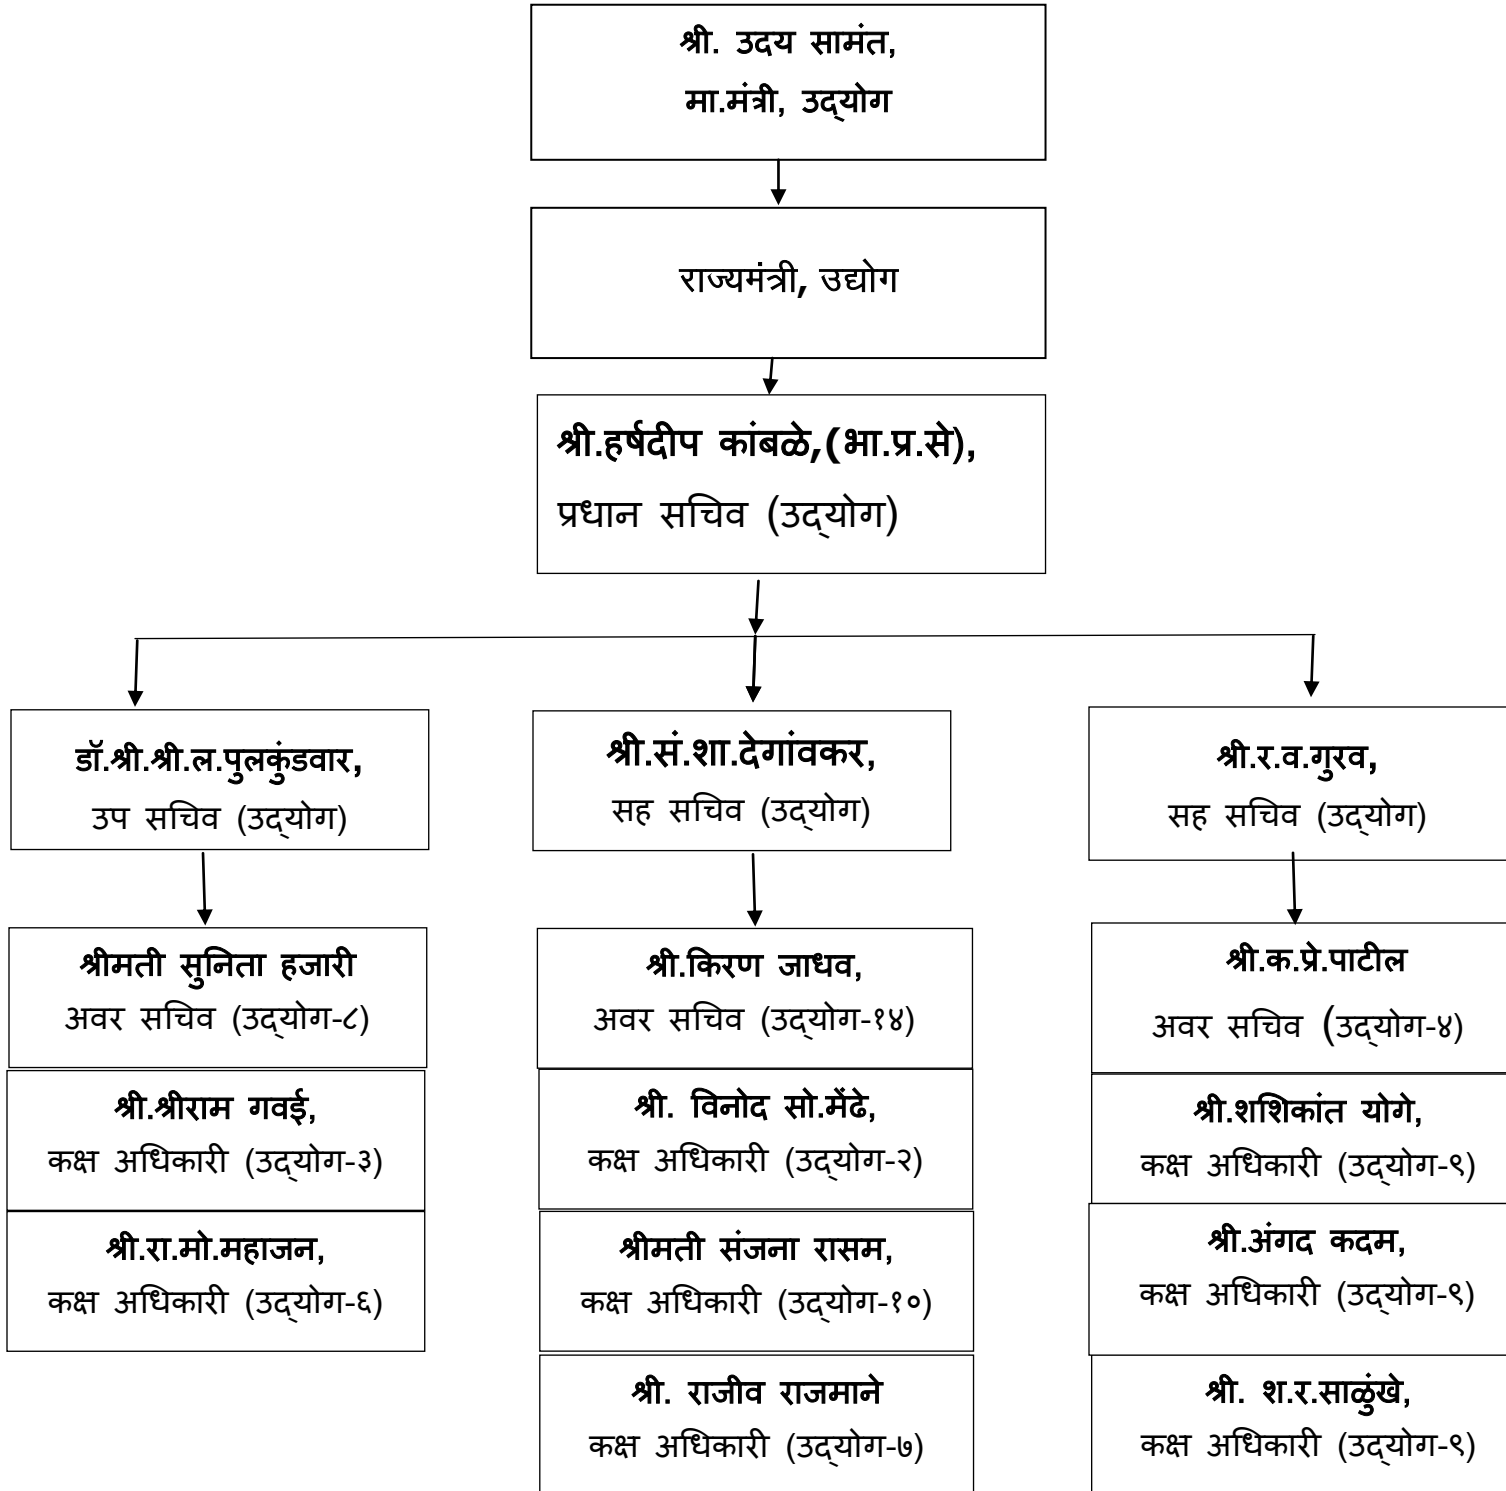 श्री. उदय सामंत,
मा.मंत्री, उद्‌योग
राज्यमंत्री, उद्योग
श्री.हर्षदीप कांबळे,(भा.प्र.से),
प्रधान सचिव (उद्‌योग)
डॉ.श्री.श्री.ल.पुलकुंडवार,
उप सचिव (उद्‌योग)
श्रीमती सुनिता हजारी
अवर सचिव (उद्‌योग-८)
श्री.श्रीराम गवई,
कक्ष अधिकारी (उद्‌योग-३)
श्री.रा.मो.महाजन,
कक्ष अधिकारी (उद्‌योग-६)
श्री.सं.शा.देगांवकर,
सह सचिव (उद्‌योग)
श्री.किरण जाधव,
अवर सचिव (उद्‌योग-१४)
श्री. विनोद सो.मेंढे,
कक्ष अधिकारी (उद्‌योग-२)
श्रीमती संजना रासम,
कक्ष अधिकारी (उद्‌योग-१०)
श्री. राजीव राजमाने
कक्ष अधिकारी (उद्‌योग-७)
श्री.र.व.गुरव,
सह सचिव (उद्‌योग)
श्री.क.प्रे.पाटील
अवर सचिव (उद्‌योग-४)
श्री.शशिकांत योगे,
कक्ष अधिकारी (उद्‌योग-९)
श्री.अंगद कदम,
कक्ष अधिकारी (उद्‌योग-९)
श्री. श.र.साळुंखे,
कक्ष अधिकारी (उद्‌योग-९)